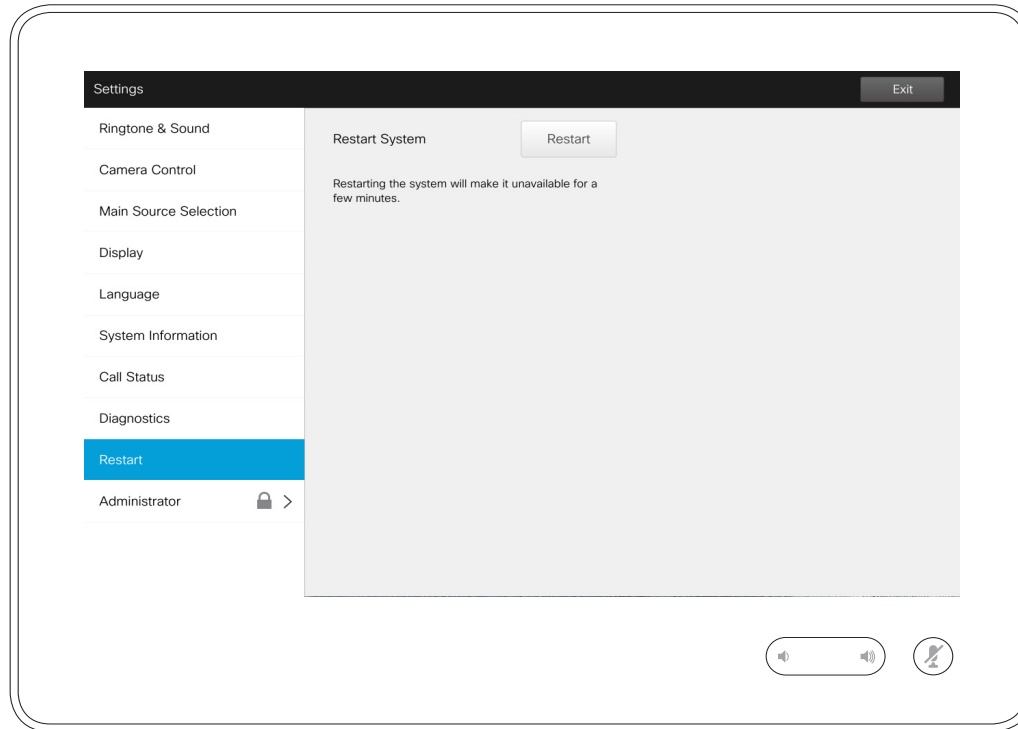 Settings
Exit
Ringtone & Sound
Camera Control
Main Source Selection
Display
Language
System Information
Call Status
Diagnostics
Restart
Administrator
Restart System
Restart
Restarting the system will make it unavailable for a
few minutes.